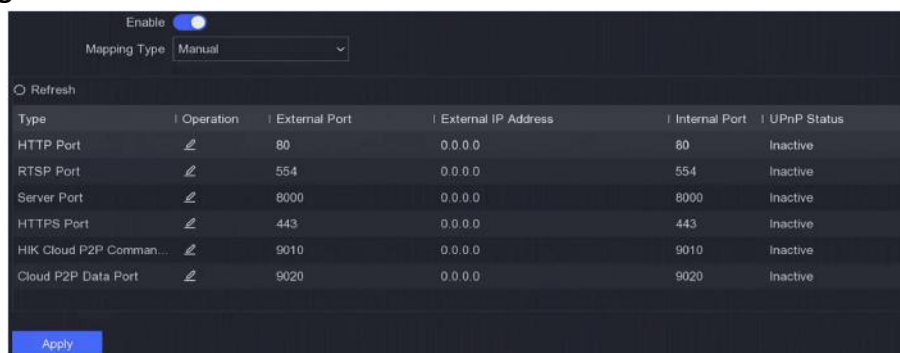 Enable
Mapping Type Manual
Refresh
Type Operation External Port External IP Address Internal Port UPnP Status
HTTP Port 80 0.0.0.0 80 Inactive
RTSP Port 554 0.0.0.0 554 Inactive
Server Port 8000 0.0.0.0 8000 Inactive
HTTPS Port 443 0.0.0.0 443 Inactive
HIK Cloud P2P Comman... 9010 0.0.0.0 9010 Inactive
Cloud P2P Data Port 9020 0.0.0.0 9020 Inactive
Apply